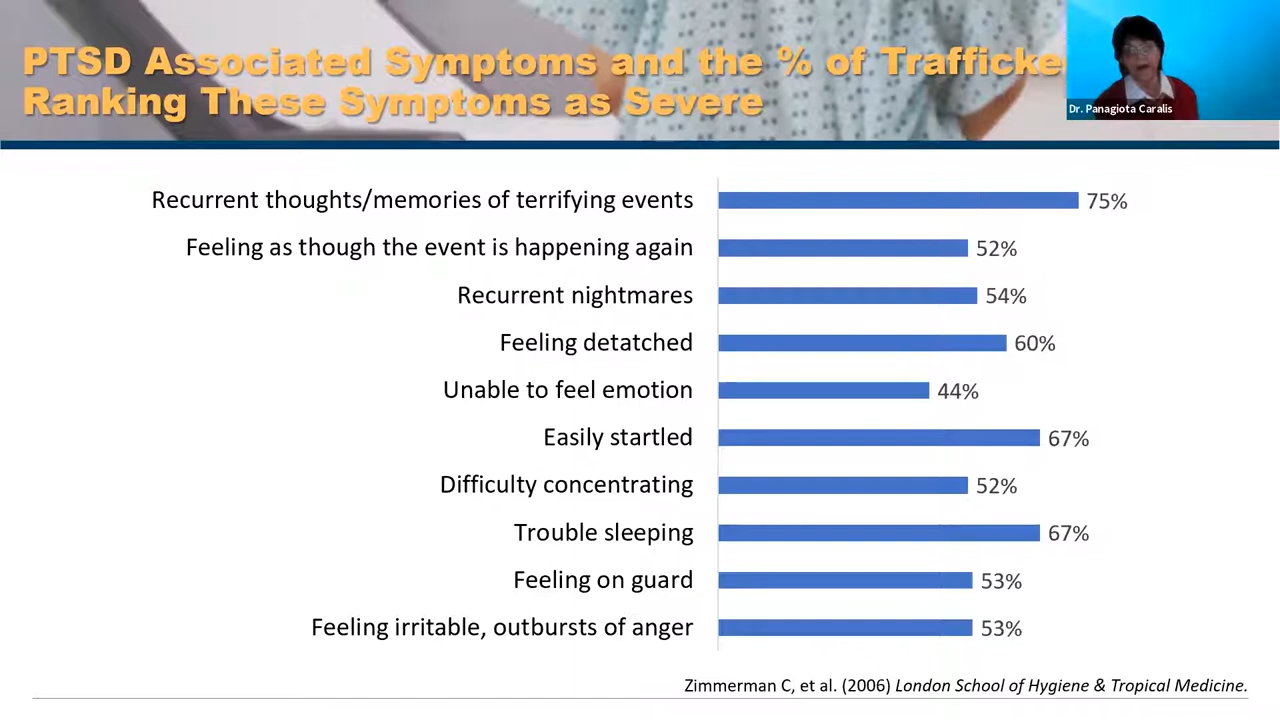 PTSD Associated Symptoms and the % of Trafficke
Ranking These Symptoms as Severe
Dr. Panagiota Caralis
Recurrent thoughts/memories of terrifying events 75%
Feeling as though the event is happening again 52%
Recurrent nightmares 54%
Feeling detatched 60%
Unable to feel emotion 44%
Easily startled 67%
Difficulty concentrating 52%
Trouble sleeping 67%
Feeling on guard 53%
Feeling irritable, outbursts of anger 53%
Zimmerman C, et al. (2006) London School of Hygiene & Tropical Medicine.